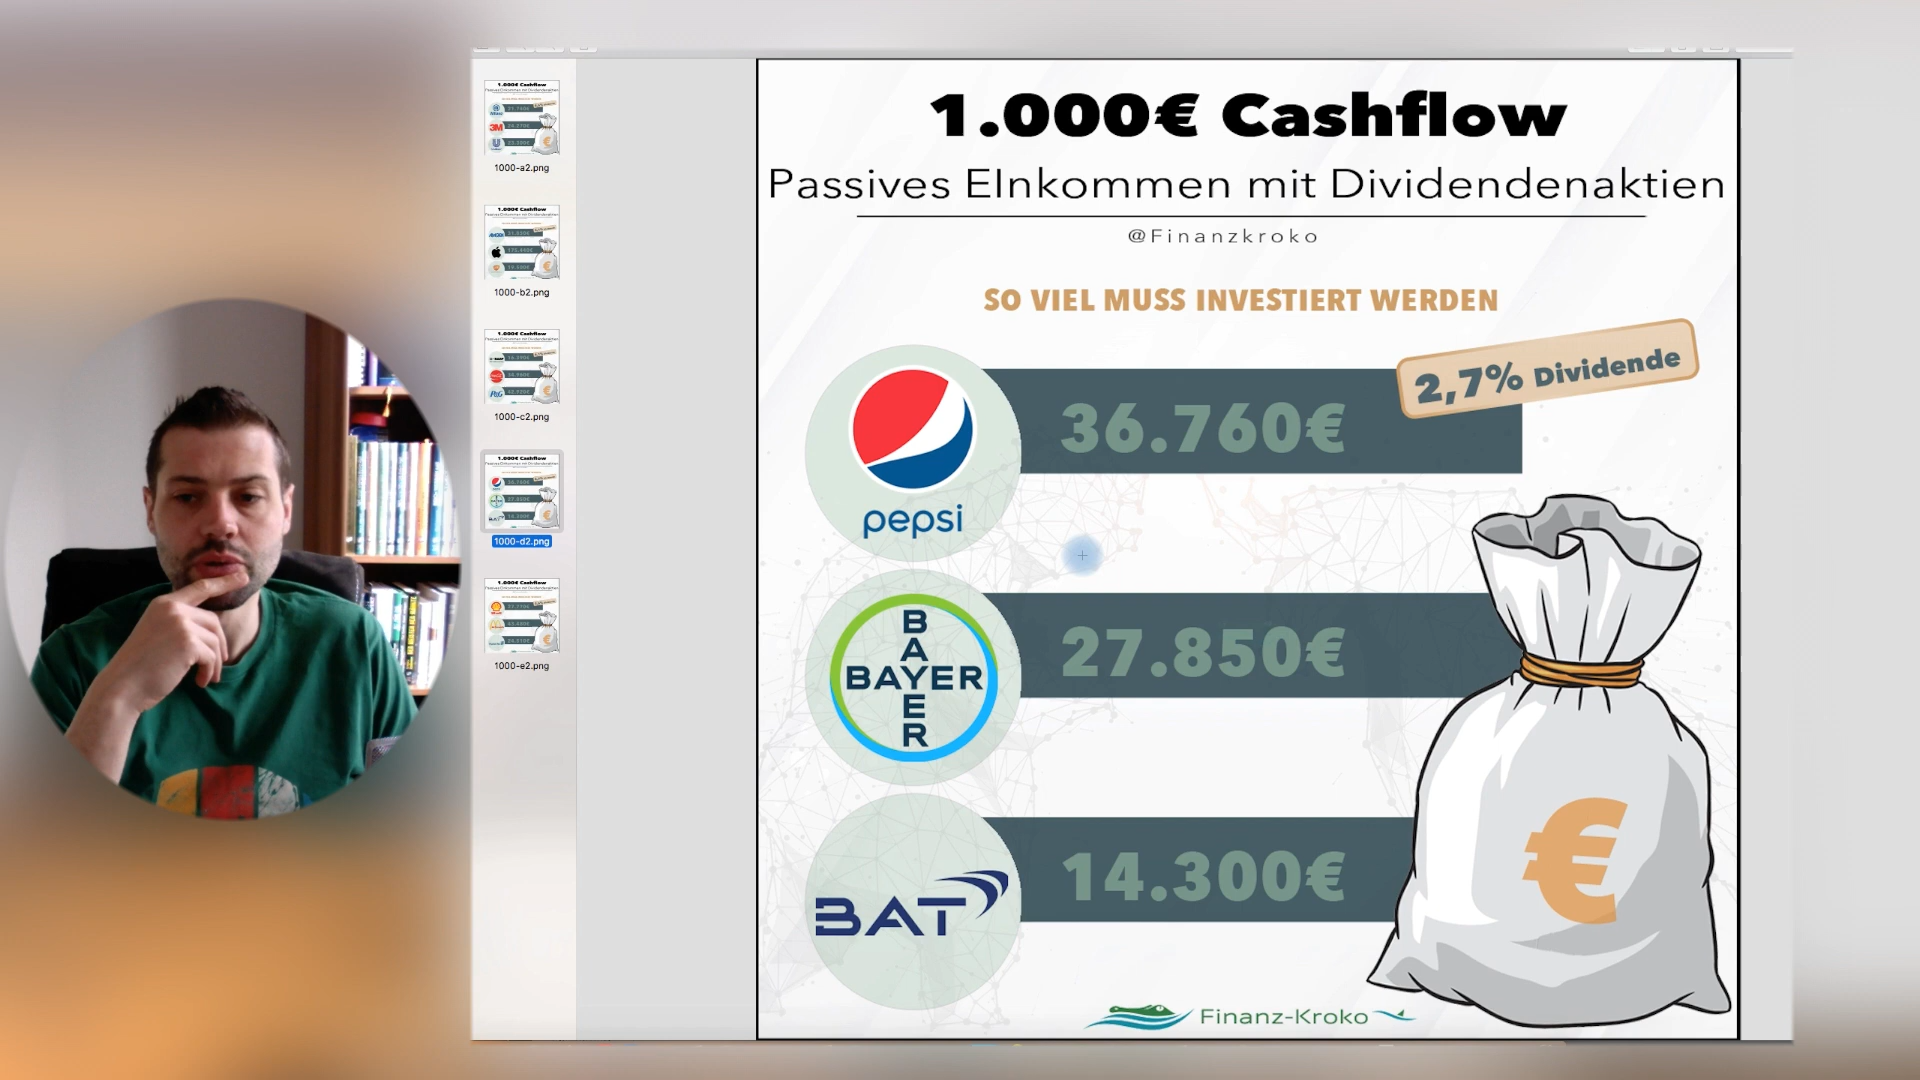 1.000€ Cashflow
Passives EInkommen mit Dividendenaktien
@Finanzkroko
SO VIEL MUSS INVESTIERT WERDEN
2,7% Dividende
36.760€
pepsi
BAYER
BAYER
27.850€
BAT
14.300€
€
Finanz-Kroko
1000-a2.png
1000-b2.png
1000-c2.png
1000-d2.png
1000-e2.png